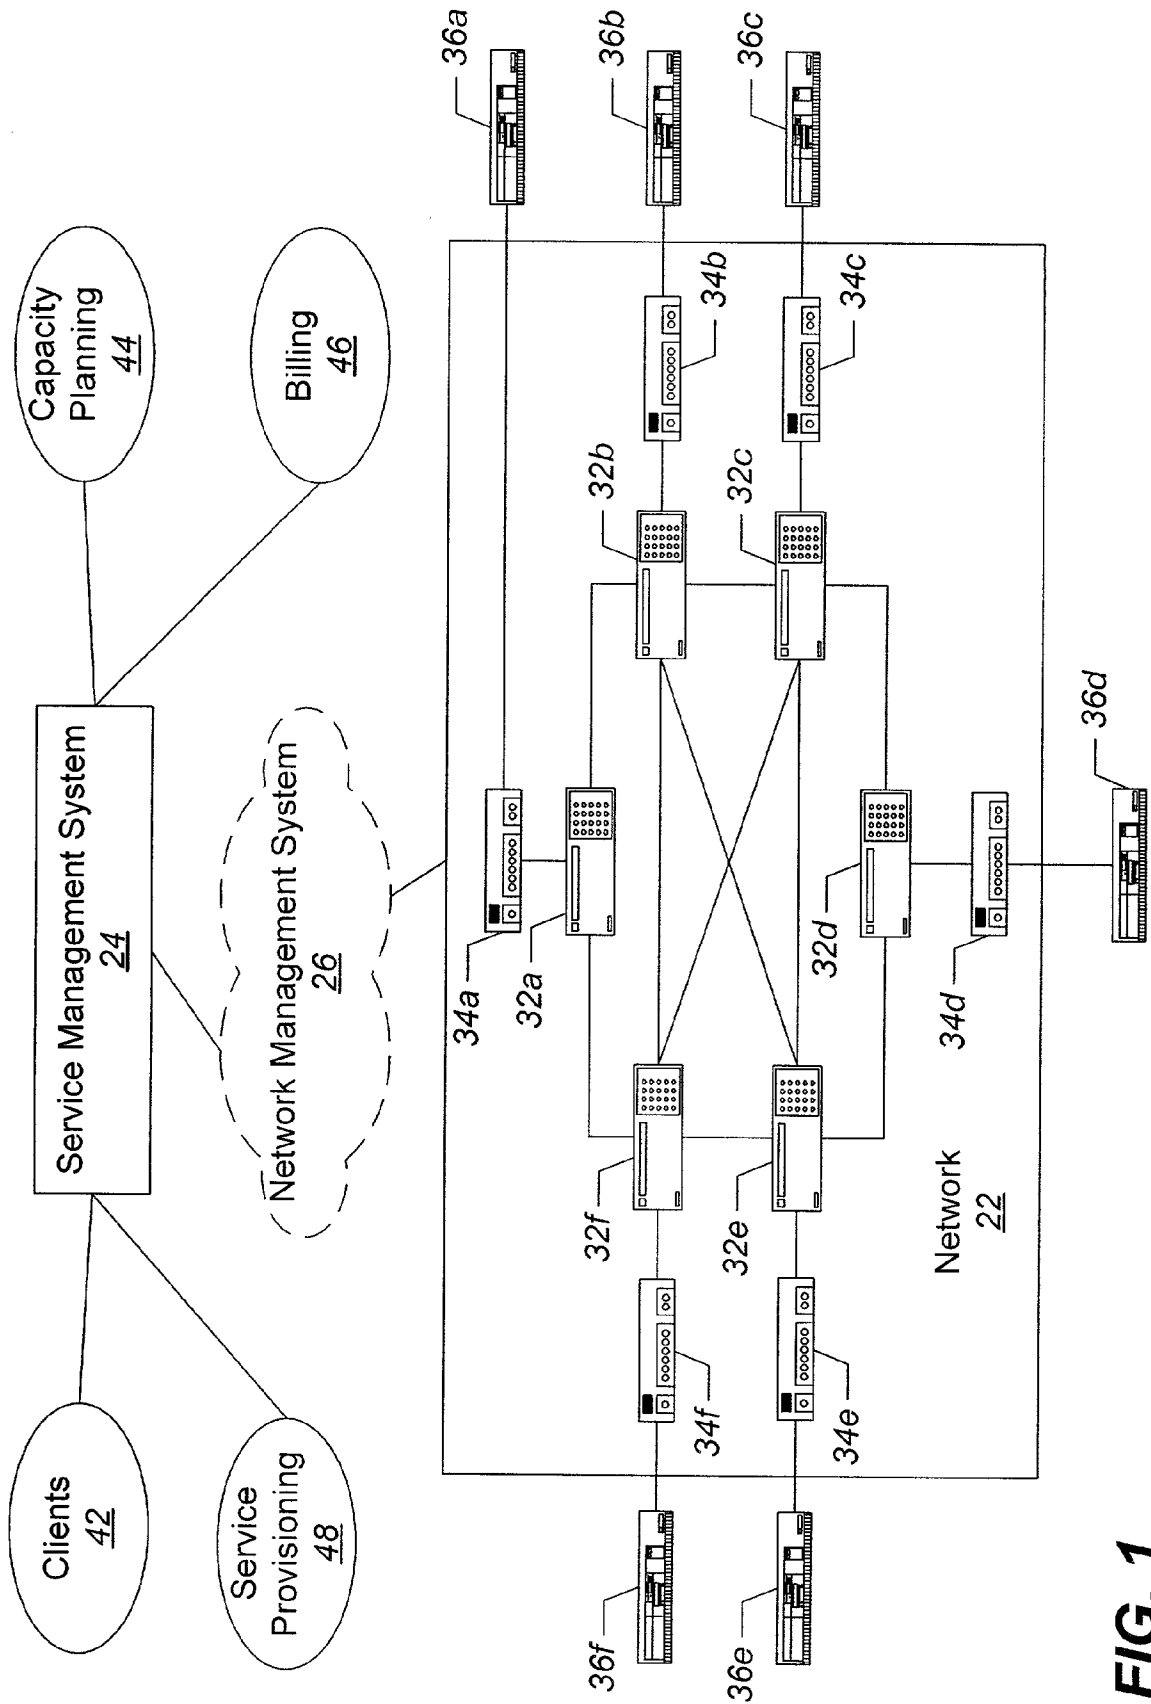 Clients
42
Service
Provisioning
48
Service Management System
24
Network Management System
26
Capacity
Planning
44
Billing
46
36a
36b
36c
34a
32a
32b
34b
32c
34c
32f
34f
36f
32e
34e
36e
32d
34d
36d
Network
22
FIG. 1